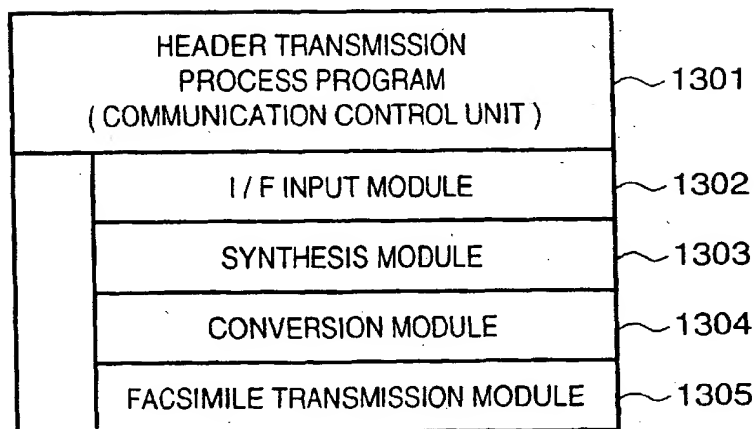 HEADER TRANSMISSION
PROCESS PROGRAM
( COMMUNICATION CONTROL UNIT )
1301
I / F INPUT MODULE
1302
SYNTHESIS MODULE
1303
CONVERSION MODULE
1304
FACSIMILE TRANSMISSION MODULE
1305